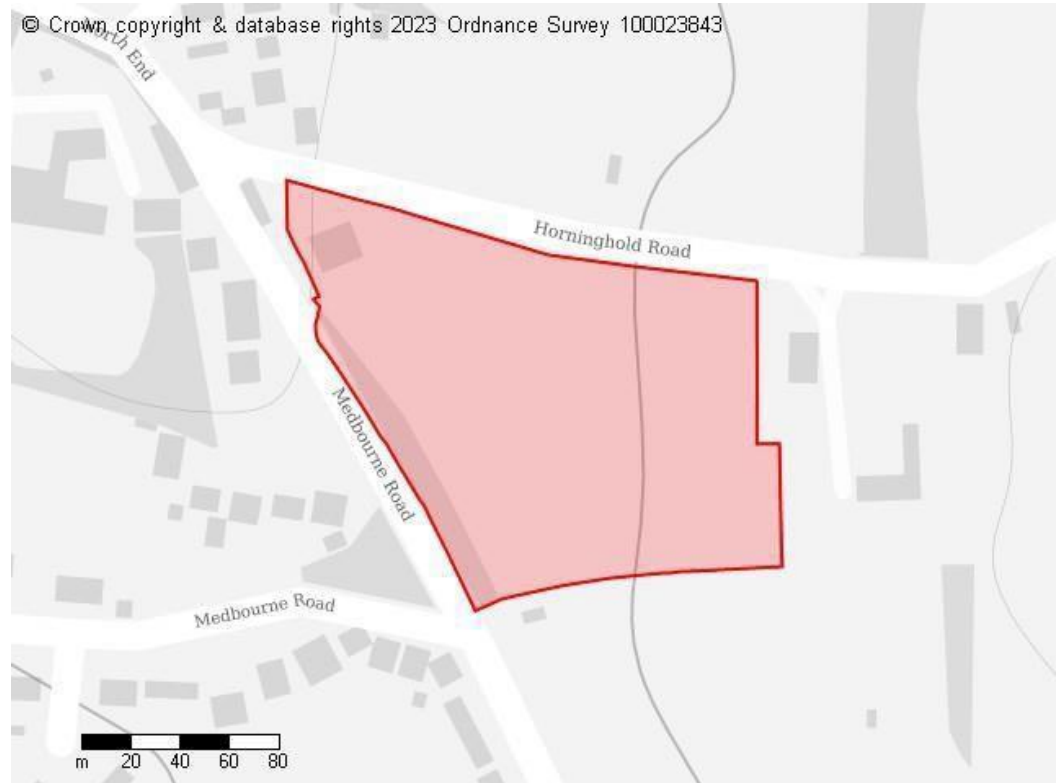 © Crown copyright & database rights 2023 Ordnance Survey 100023843
North End
Horninghold Road
Medbourne Road
Medbourne Road
m 20 40 60 80